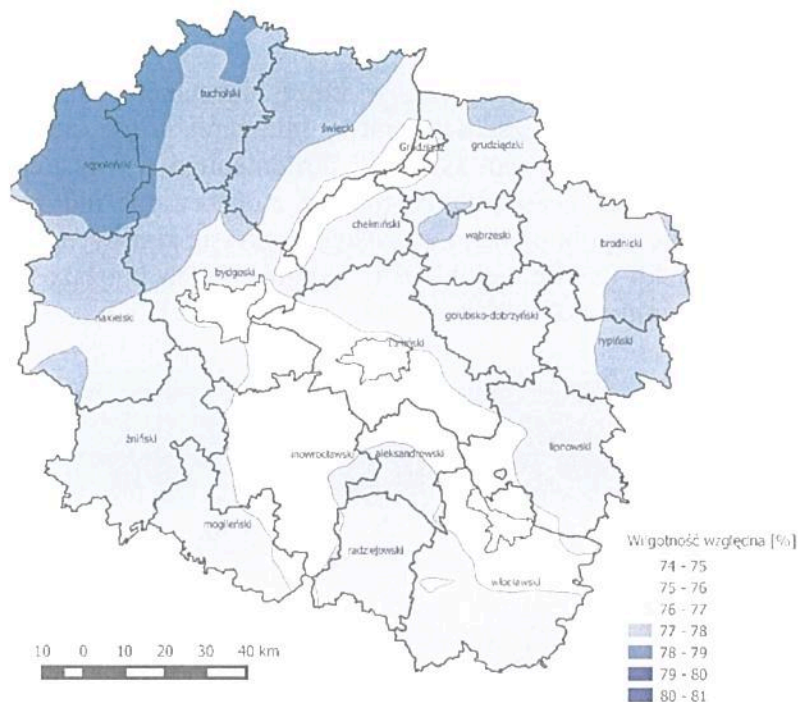 tucholski
świecki
Grudziądz
grudziądzki
sępoleński
chełmiński
wąbrzeski
brodnicki
bydgoski
nakielski
golubsko-dobrzyński
toruński
rypiński
żniński
inowrocławski
aleksandrowski
lipnowski
mogileński
radziejowski
włocławski
Wilgotność względna [%]
74 - 75
75 - 76
76 - 77
77 - 78
78 - 79
79 - 80
80 - 81
10 0 10 20 30 40 km